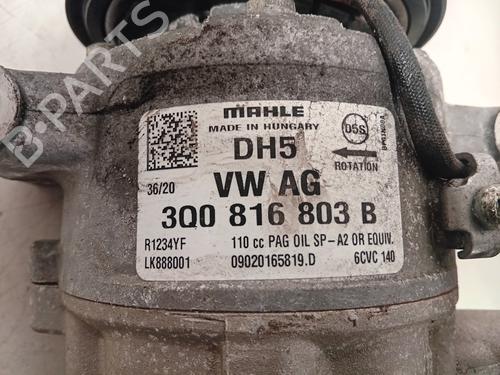 MAHLE
MADE IN HUNGARY
D5S
DH5
ROTATION
36/20
VW AG
3Q0 816 803 B
R1234YF
110 cc PAG OIL SP-A2 OR EQUIV.
LK888001
09020165819.D
6CVC 140
B-PARTS